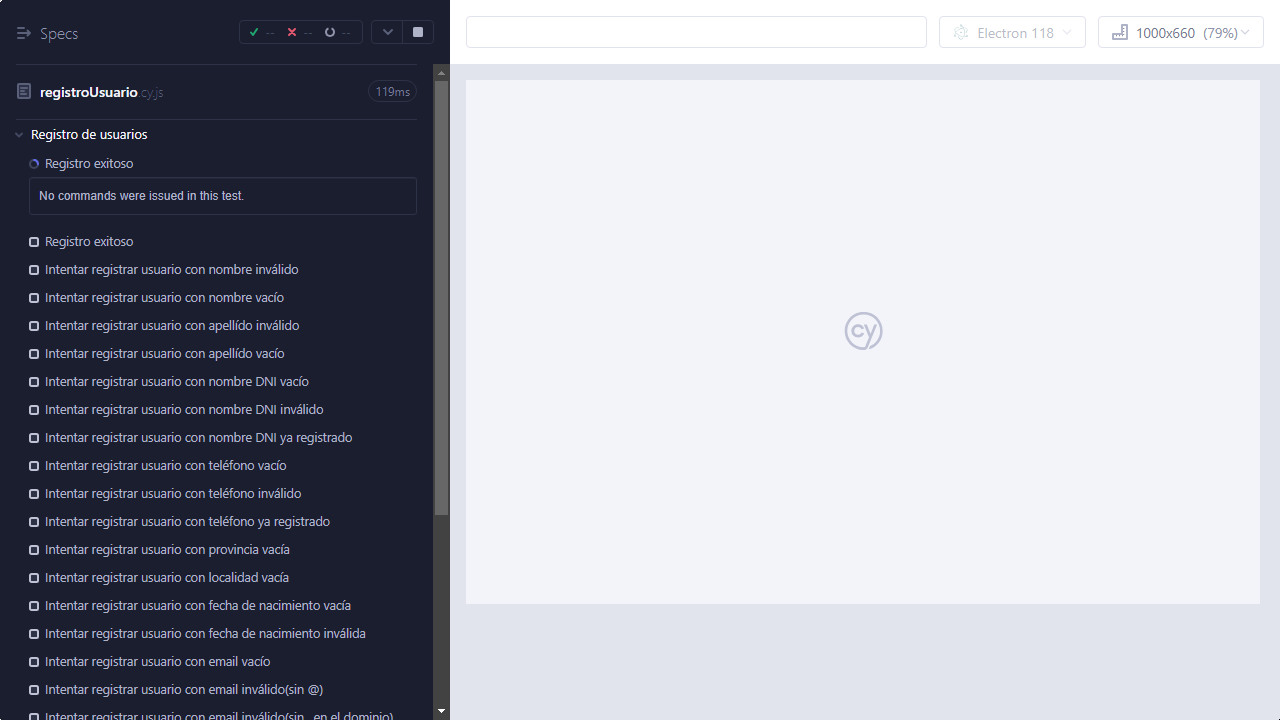 Specs
--
--
--
Electron 118
1000x660 (79%)
registroUsuario.cy.js
119ms
Registro de usuarios
Registro exitoso
No commands were issued in this test.
Registro exitoso
Intentar registrar usuario con nombre inválido
Intentar registrar usuario con nombre vacío
Intentar registrar usuario con apellído inválido
Intentar registrar usuario con apellído vacío
Intentar registrar usuario con nombre DNI vacío
Intentar registrar usuario con nombre DNI inválido
Intentar registrar usuario con nombre DNI ya registrado
Intentar registrar usuario con teléfono vacío
Intentar registrar usuario con teléfono inválido
Intentar registrar usuario con teléfono ya registrado
Intentar registrar usuario con provincia vacía
Intentar registrar usuario con localidad vacía
Intentar registrar usuario con fecha de nacimiento vacía
Intentar registrar usuario con fecha de nacimiento inválida
Intentar registrar usuario con email vacío
Intentar registrar usuario con email inválido(sin @)
Intentar registrar usuario con email inválido(sin . en el dominio)
cy